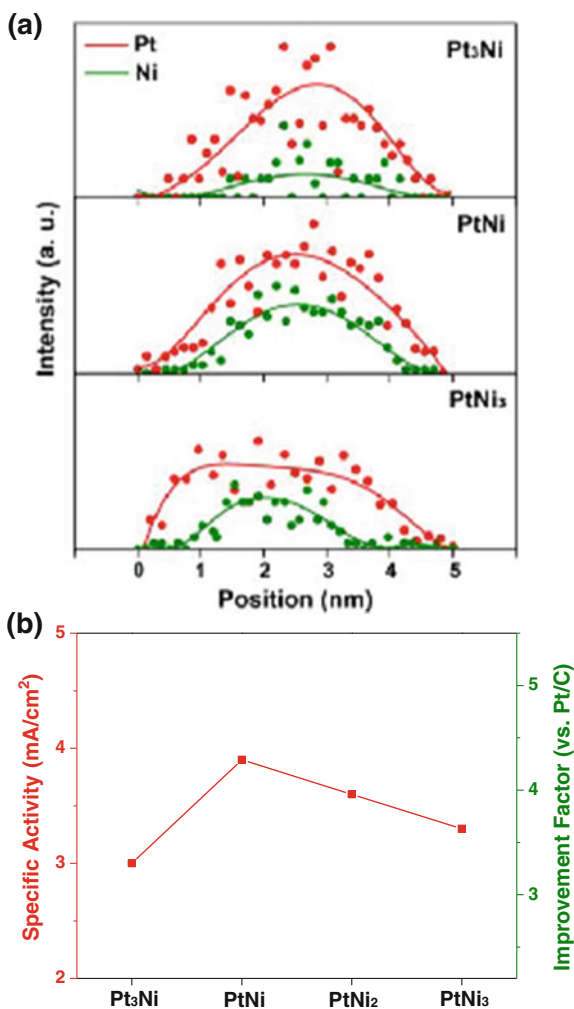 (a)
Pt
Ni
Pt₃Ni
PtNi
PtNi₃
Intensity (a. u.)
0 1 2 3 4 5
Position (nm)
(b)
5
4
3
2
Specific Activity (mA/cm²)
5
4
3
Improvement Factor (vs. Pt/C)
Pt₃Ni PtNi PtNi₂ PtNi₃